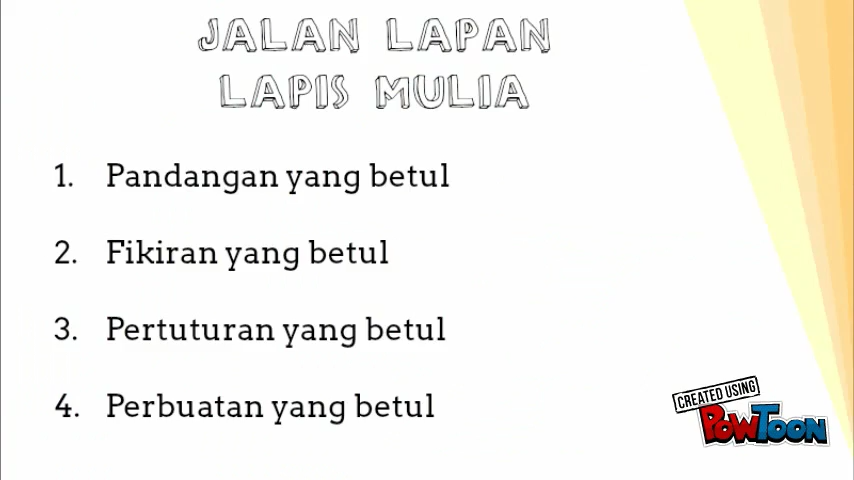 JALAN LAPAN
LAPIS MULIA
1. Pandangan yang betul
2. Fikiran yang betul
3. Pertuturan yang betul
4. Perbuatan yang betul
CREATED USING
POWTOON